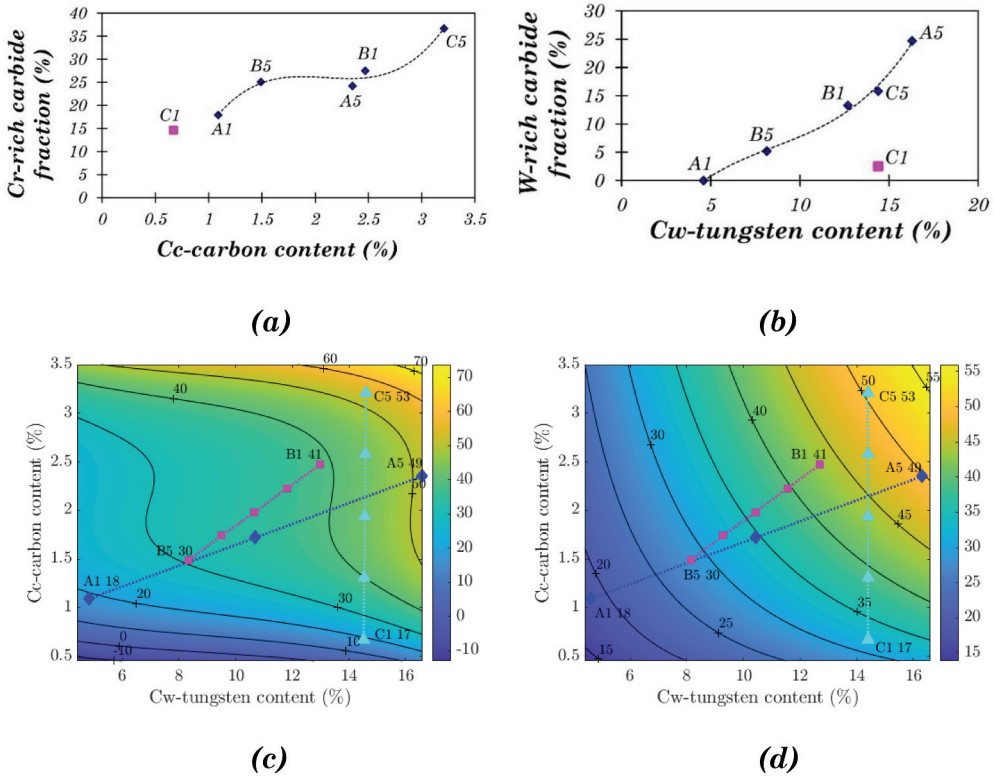 Cr-rich carbide
fraction (%)
40
35
30
25
20
15
10
5
0
C1
A1
B5
A5
B1
C5
0
0.5
1
1.5
2
2.5
3
3.5
Cc-carbon content (%)
(a)
W-rich carbide
fraction (%)
30
25
20
15
10
5
0
A1
B5
B1
C5
A5
C1
0
5
10
15
20
Cw-tungsten content (%)
(b)
Cc-carbon content (%)
3.5
3
2.5
2
1.5
1
0.5
60
70
40
C5 53
B1 41
A5 49
50
B5 30
A1 18
20
30
0
-10
10
C1 17
6
8
10
12
14
16
Cw-tungsten content (%)
70
60
50
40
30
20
10
0
-10
(c)
Cc-carbon content (%)
3.5
3
2.5
2
1.5
1
0.5
50
55
C5 53
40
30
B1 41
A5 49
45
B5 30
20
A1 18
35
25
C1 17
15
6
8
10
12
14
16
Cw-tungsten content (%)
55
50
45
40
35
30
25
20
15
(d)